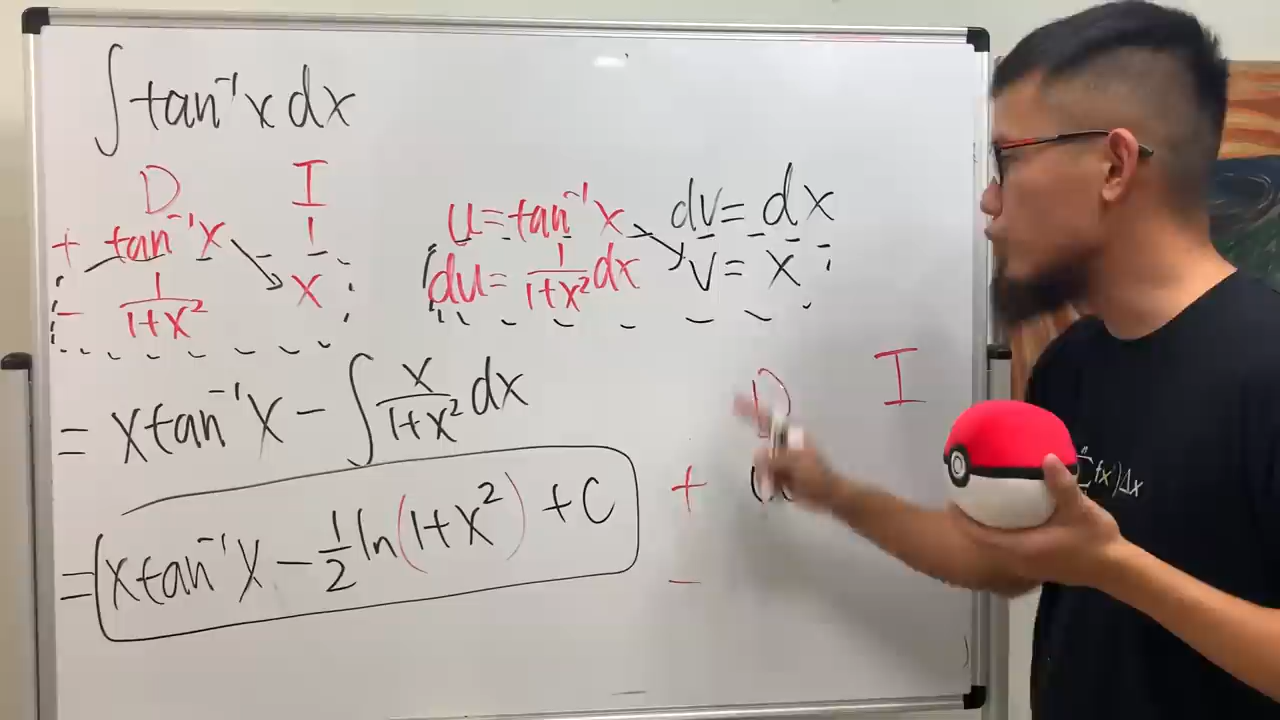 ∫ tan⁻¹x dx
D I
+ tan⁻¹x 1
− 1/(1+x²) x
u = tan⁻¹x dv = dx
du = 1/(1+x²) dx v = x
= x tan⁻¹x − ∫ x/(1+x²) dx
= x tan⁻¹x − 1/2 ln(1+x²) + C
D I
+
−